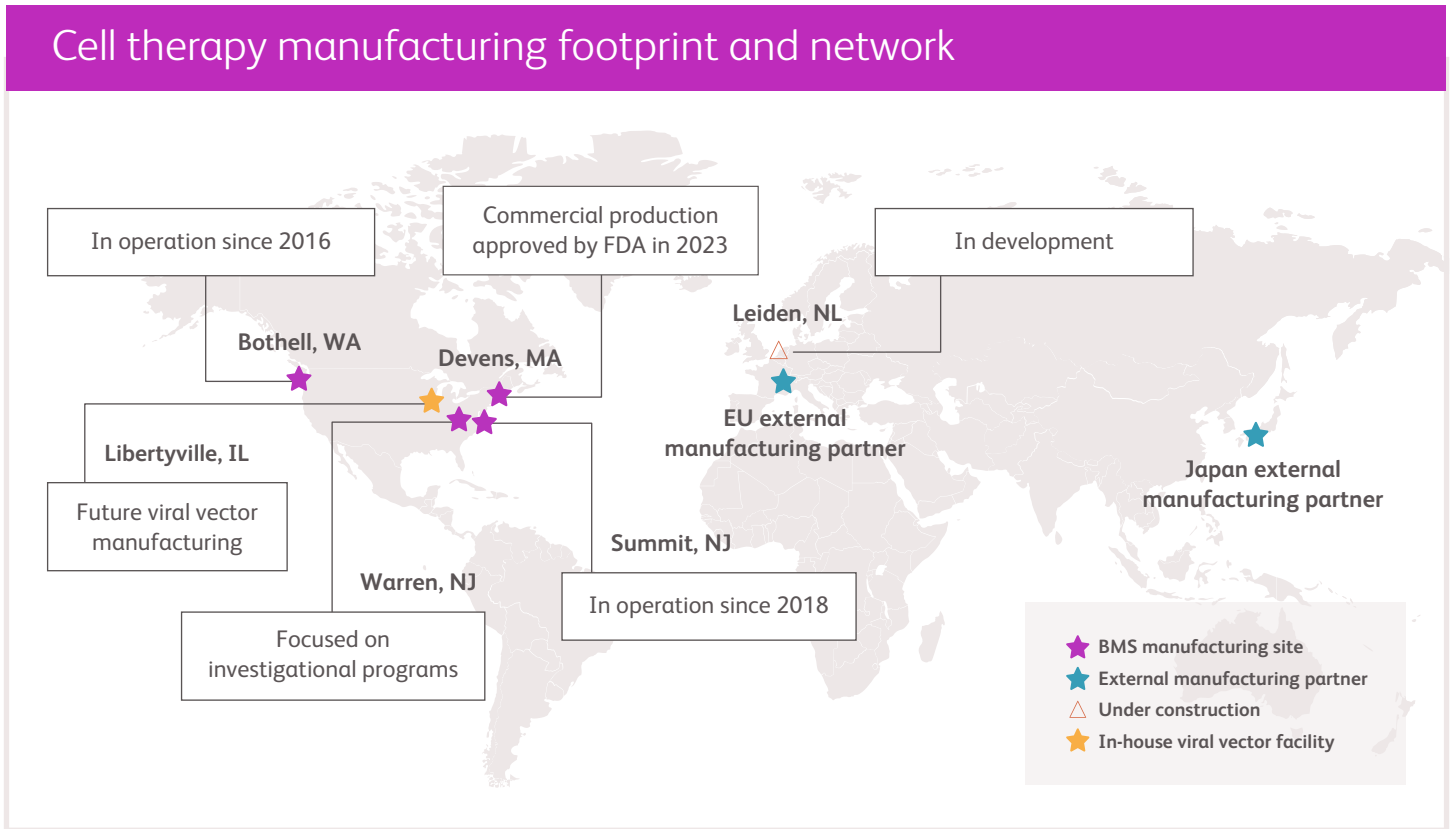 Cell therapy manufacturing footprint and network
In operation since 2016
Commercial production
approved by FDA in 2023
In development
Bothell, WA
Devens, MA
Leiden, NL
EU external
manufacturing partner
Japan external
manufacturing partner
Libertyville, IL
Future viral vector
manufacturing
Warren, NJ
Focused on
investigational programs
Summit, NJ
In operation since 2018
BMS manufacturing site
External manufacturing partner
Under construction
In-house viral vector facility